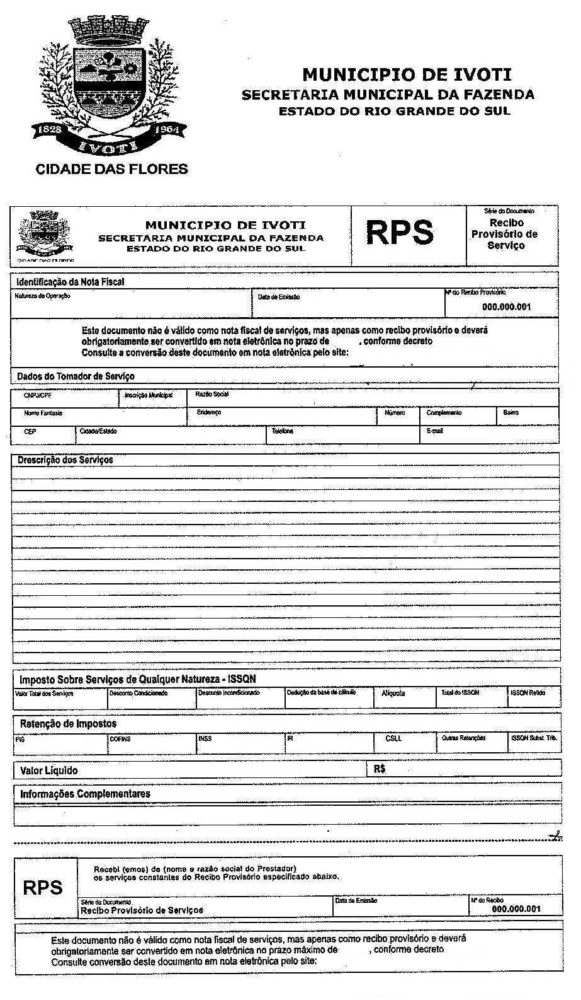 1828 1964
IVOTI
CIDADE DAS FLORES
MUNICIPIO DE IVOTI
SECRETARIA MUNICIPAL DA FAZENDA
ESTADO DO RIO GRANDE DO SUL
CIDADE DAS FLORES
MUNICIPIO DE IVOTI
SECRETARIA MUNICIPAL DA FAZENDA
ESTADO DO RIO GRANDE DO SUL
RPS
Série do Documento
Recibo
Provisório de
Serviço
Identificação da Nota Fiscal
Natureza da Operação Data de Emissão Nº do Recibo Provisório
000.000.001
Este documento não é válido como nota fiscal de serviços, mas apenas como recibo provisório e deverá
obrigatoriamente ser convertido em nota eletrônica no prazo de , conforme decreto
Consulte a conversão deste documento em nota eletrônica pelo site:
Dados do Tomador de Serviço
CNPJ/CPF Inscrição Municipal Razão Social
Nome Fantasia Endereço Número Complemento Bairro
CEP Cidade/Estado Telefone E-mail
Drescrição dos Serviços
Imposto Sobre Serviços de Qualquer Natureza - ISSQN
Valor Total dos Serviços Desconto Condicionado Desconto Incondicionado Dedução da base de cálculo Alíquota Total do ISSQN ISSQN Retido
Retenção de Impostos
PIS COFINS INSS IR CSLL Outras Retenções ISSQN Subst. Trib.
Valor Líquido R$
Informações Complementares
RPS
Recebi (emos) de (nome e razão social do Prestador)
os serviços constantes do Recibo Provisório especificado abaixo.
Série do Documento Data de Emissão Nº do Recibo
Recibo Provisório de Serviços 000.000.001
Este documento não é válido como nota fiscal de serviços, mas apenas como recibo provisório e deverá
obrigatoriamente ser convertido em nota eletrônica no prazo máximo de , conforme decreto
Consulte conversão deste documento em nota eletrônica pelo site: